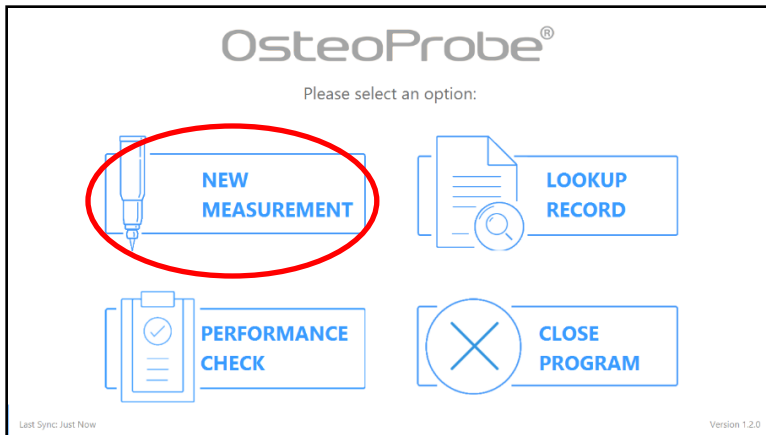 OsteoProbe®
Please select an option:
NEW
MEASUREMENT
LOOKUP
RECORD
PERFORMANCE
CHECK
CLOSE
PROGRAM
Last Sync: Just Now
Version 1.2.0